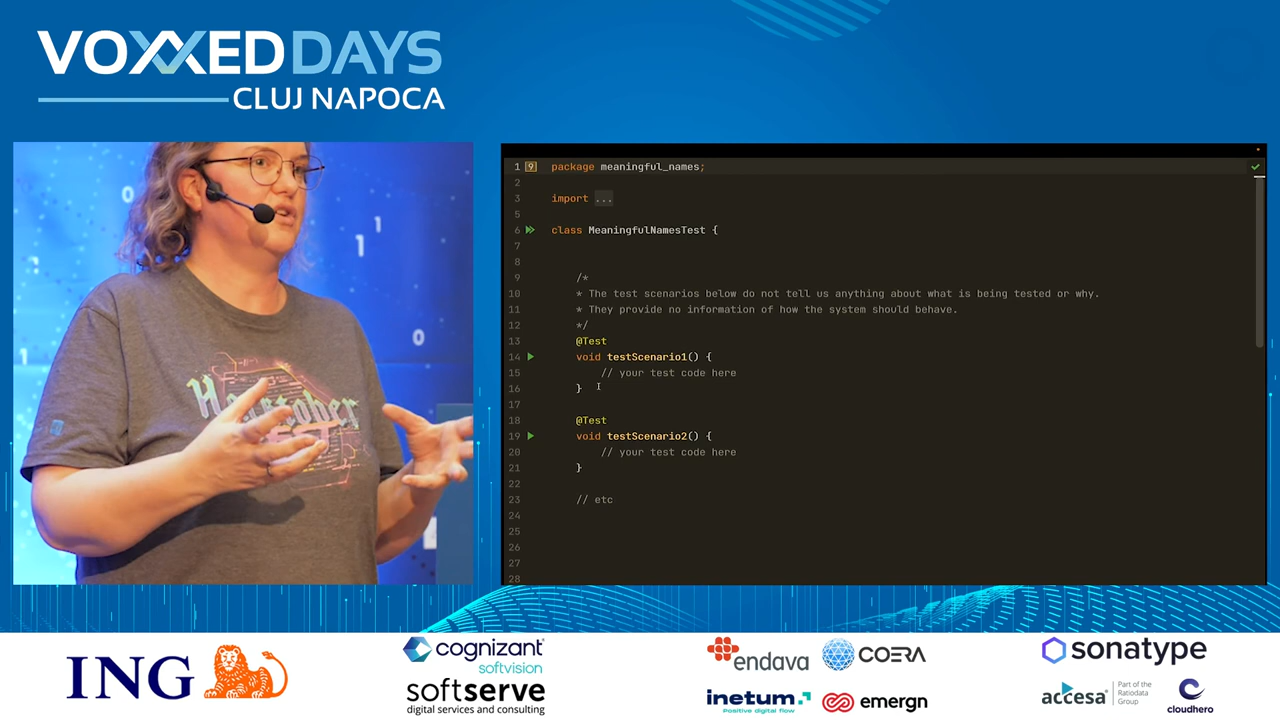 VOXXED DAYS
CLUJ NAPOCA
1 package meaningful_names;
2
3 import ...
5
6 class MeaningfulNamesTest {
7
8
9 /*
10 * The test scenarios below do not tell us anything about what is being tested or why.
11 * They provide no information of how the system should behave.
12 */
13 @Test
14 void testScenario1() {
15 // your test code here
16 }
17
18 @Test
19 void testScenario2() {
20 // your test code here
21 }
22
23 // etc
24
25
26
27
28
Hacktober
ING
cognizant
softvision
softserve
digital services and consulting
endava
COERA
inetum.
Positive digital flow
emergn
sonatype
accesa
Part of the
Ratiodata
Group
cloudhero